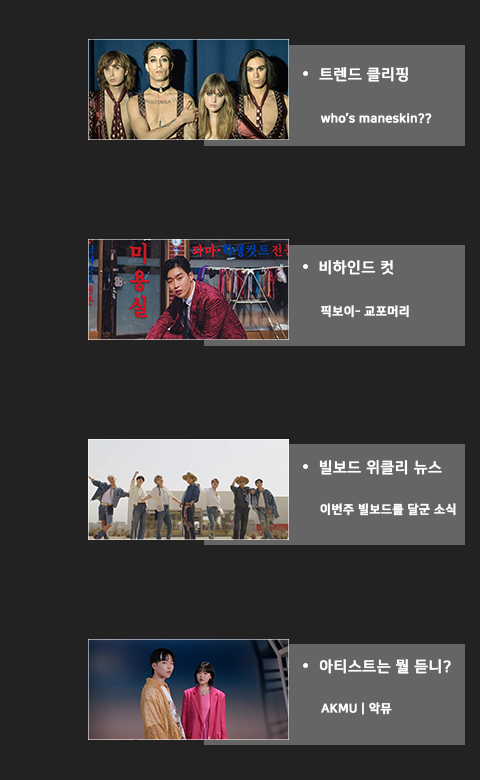 트렌드 클리핑
who's maneskin??
미용실
파마·학생컷트전
비하인드 컷
픽보이- 교포머리
빌보드 위클리 뉴스
이번주 빌보드를 달군 소식
아티스트는 뭘 듣니?
AKMU | 악뮤